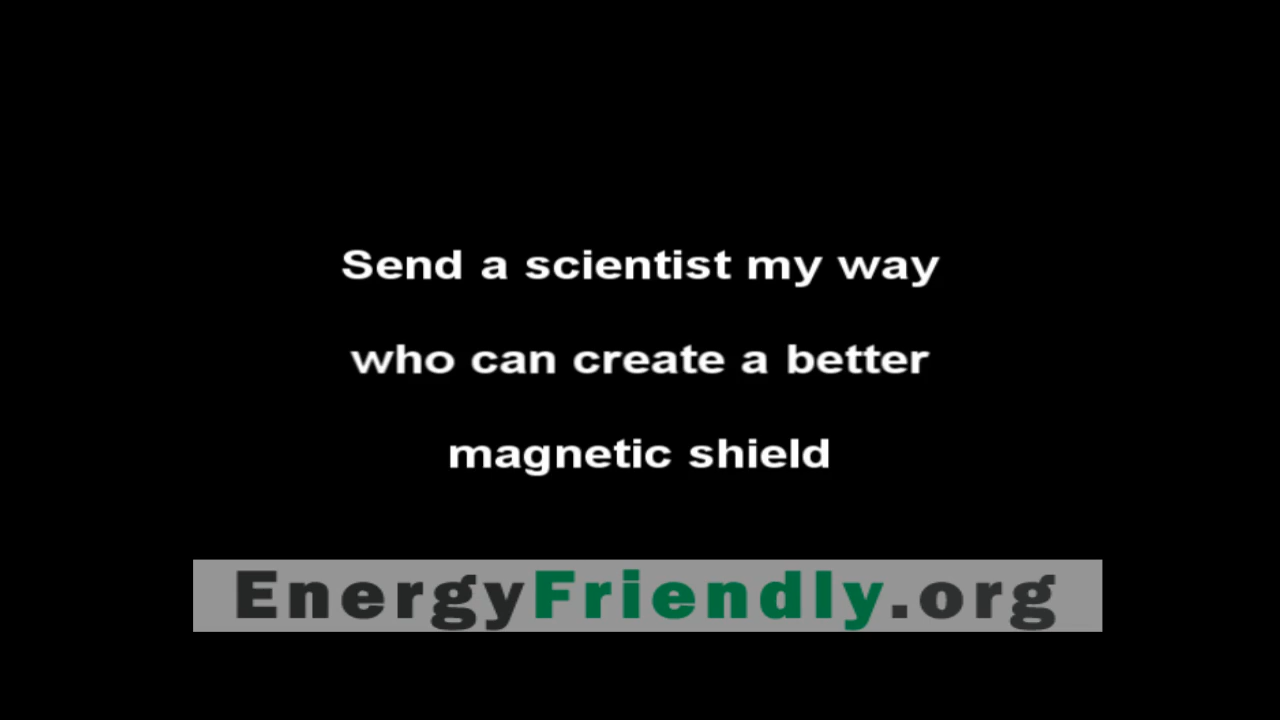 Send a scientist my way
who can create a better
magnetic shield
EnergyFriendly.org